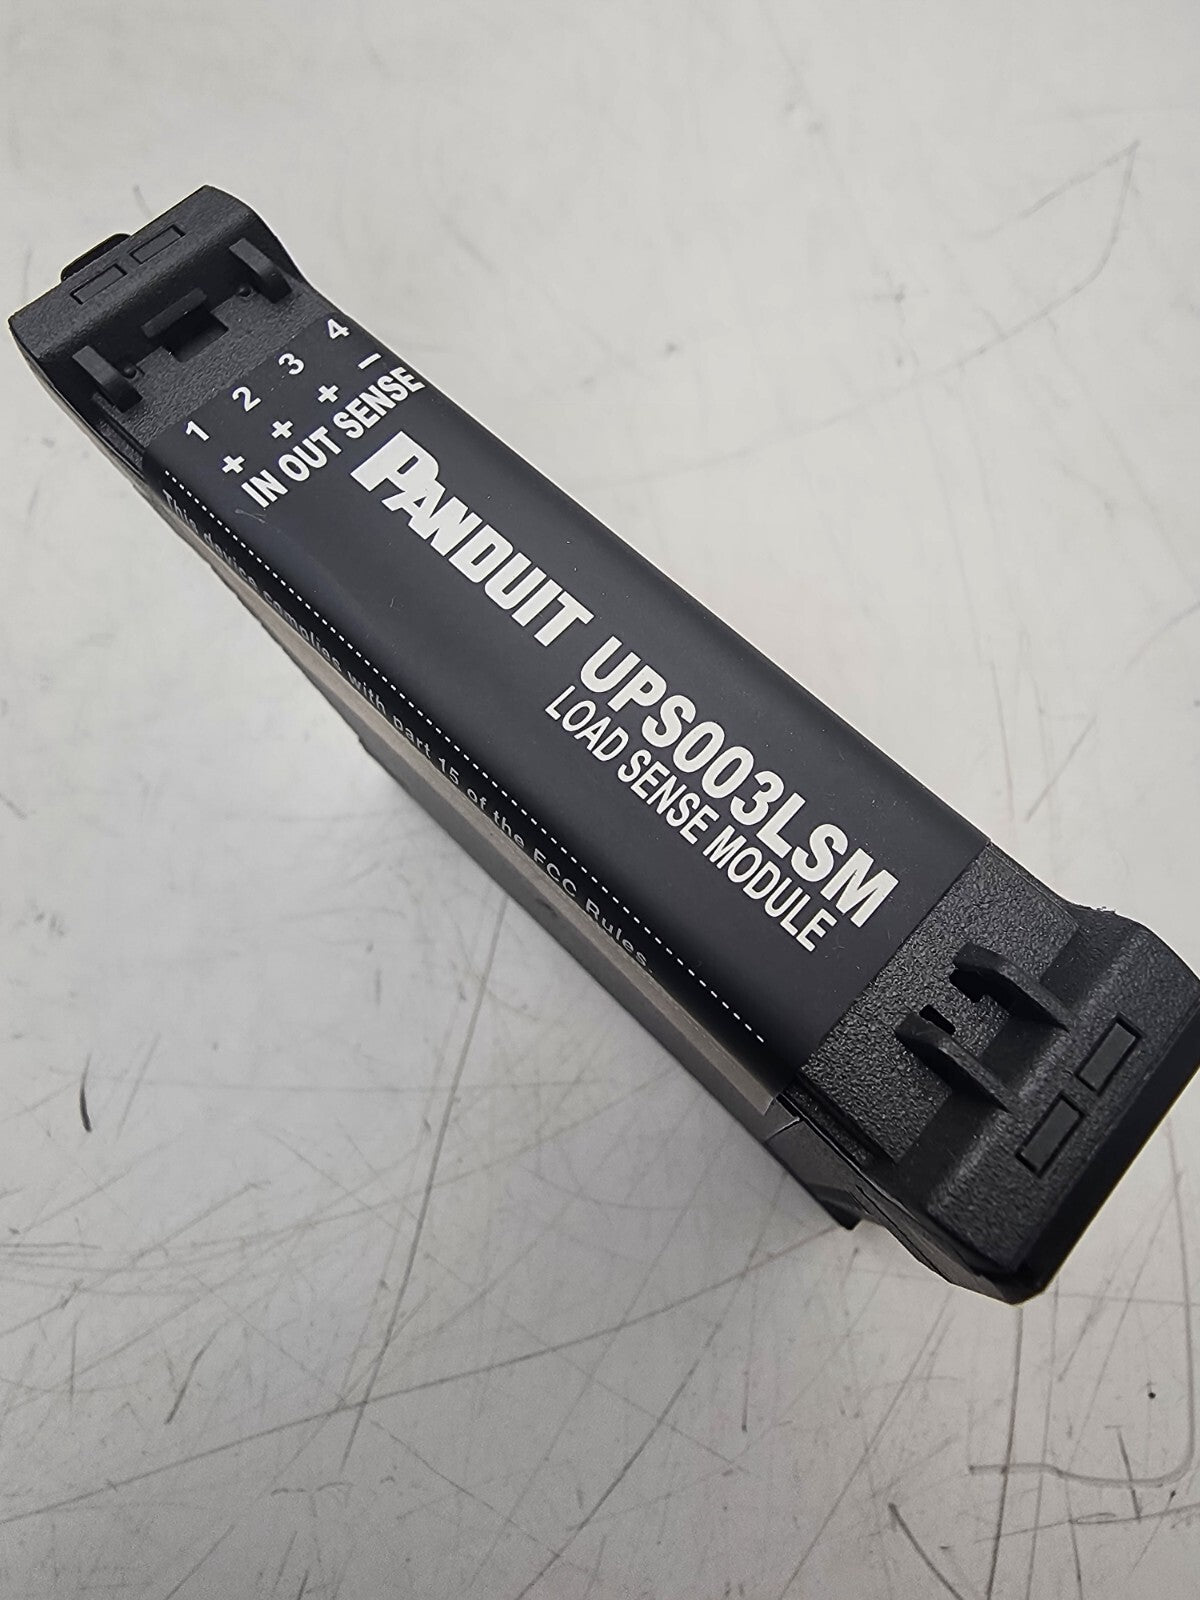 1 2 3 4
+ + + −
IN OUT SENSE
PANDUIT UPS003LSM
LOAD SENSE MODULE
This device complies with part 15 of the FCC Rules.